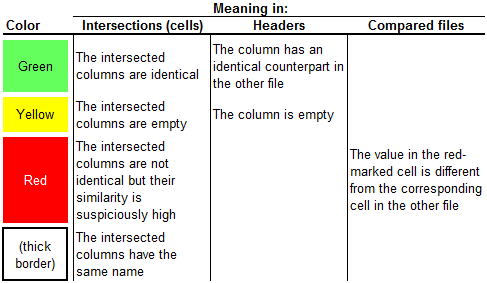 Meaning in:
Color
Intersections (cells)
Headers
Compared files
Green
The intersected
columns are identical
The column has an
identical counterpart in
the other file
Yellow
The intersected
columns are empty
The column is empty
Red
The intersected
columns are not
identical but their
similarity is
suspiciously high
The value in the red-
marked cell is different
from the corresponding
cell in the other file
(thick
border)
The intersected
columns have the
same name